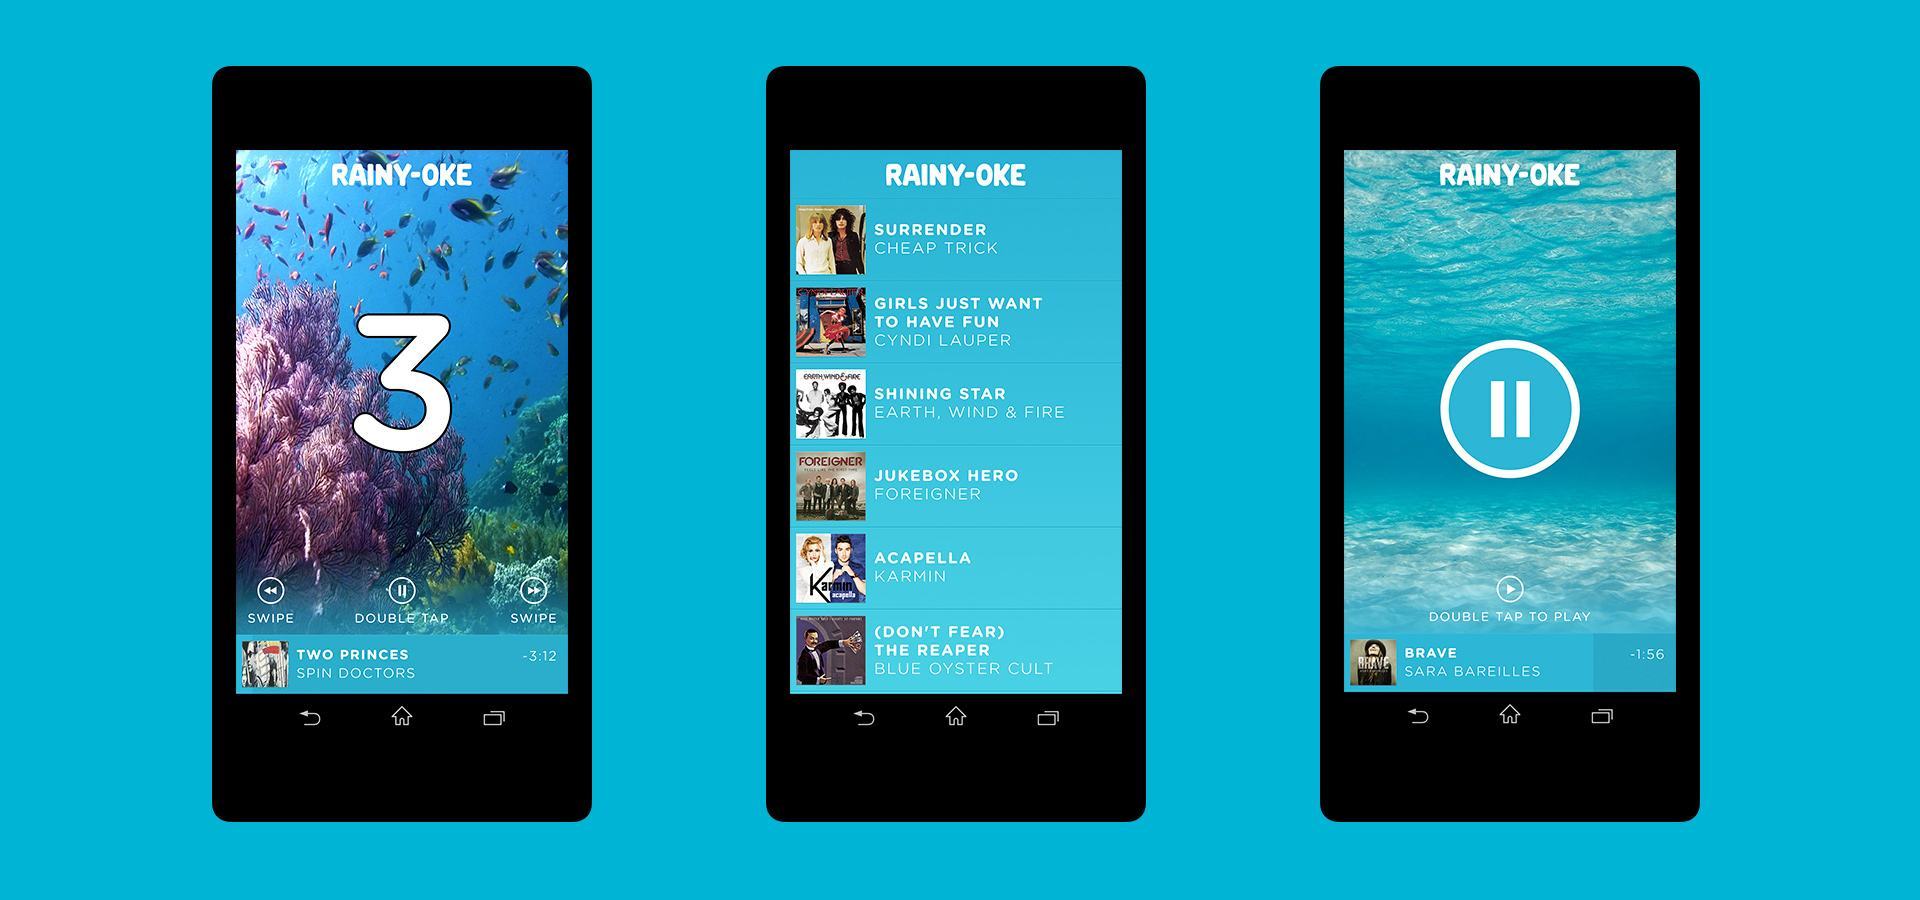 RAINY-OKE
3
SWIPE
DOUBLE TAP
SWIPE
TWO PRINCES
-3:12
SPIN DOCTORS
RAINY-OKE
SURRENDER
CHEAP TRICK
GIRLS JUST WANT
TO HAVE FUN
CYNDI LAUPER
EARTH, WIND & FIRE
SHINING STAR
EARTH, WIND & FIRE
FOREIGNER
JUKEBOX HERO
FOREIGNER
Karmin
acapella
ACAPELLA
KARMIN
(DON'T FEAR)
THE REAPER
BLUE OYSTER CULT
RAINY-OKE
DOUBLE TAP TO PLAY
BRAVE
BRAVE
-1:56
SARA BAREILLES